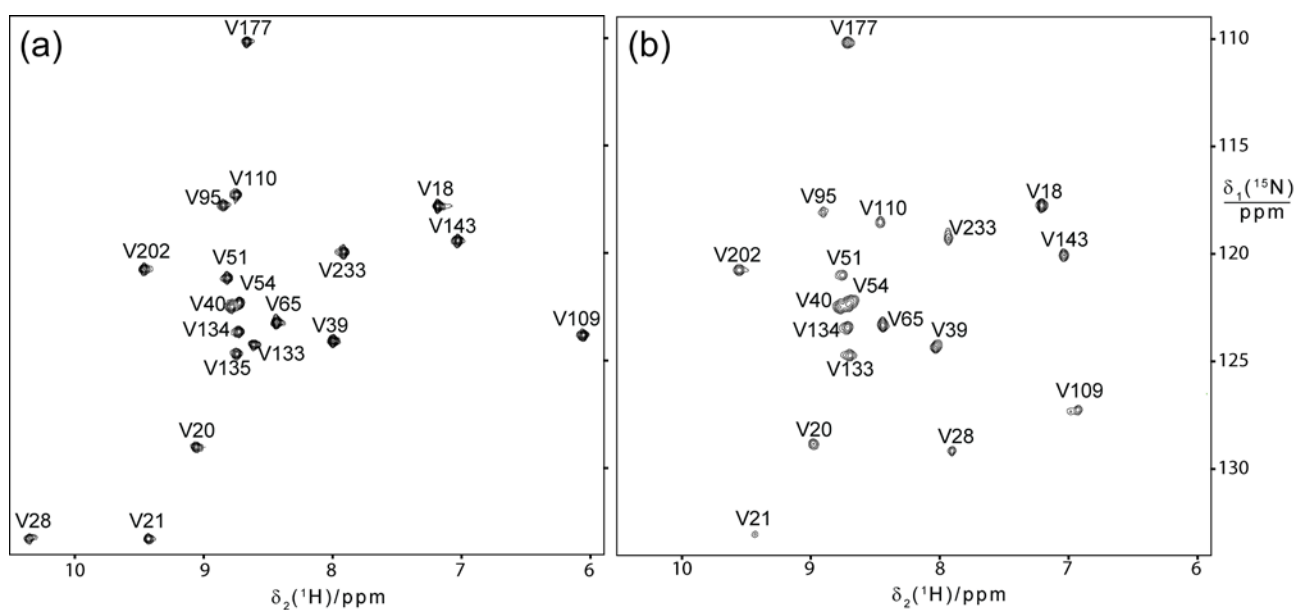 (a)
V177
V110
V95
V18
V143
V202
V51
V233
V54
V40
V65
V134
V39
V109
V133
V135
V20
V28
V21
10
9
8
7
6
δ2(¹H)/ppm
(b)
V177
110
115
V95
V110
V18
δ1(¹⁵N)
ppm
V233
V143
V202
120
V51
V54
V40
V65
V134
V39
V133
125
V109
V20
V28
130
V21
10
9
8
7
6
δ2(¹H)/ppm